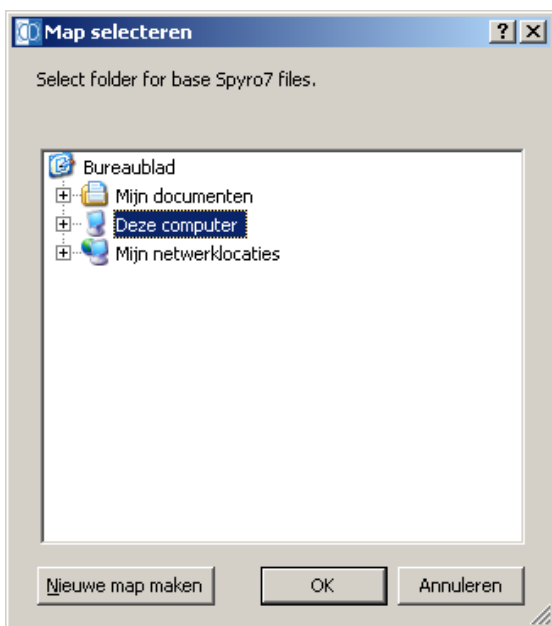 Map selecteren
Select folder for base Spyro7 files.
Bureaublad
Mijn documenten
Deze computer
Mijn netwerklocaties
Nieuwe map maken OK Annuleren